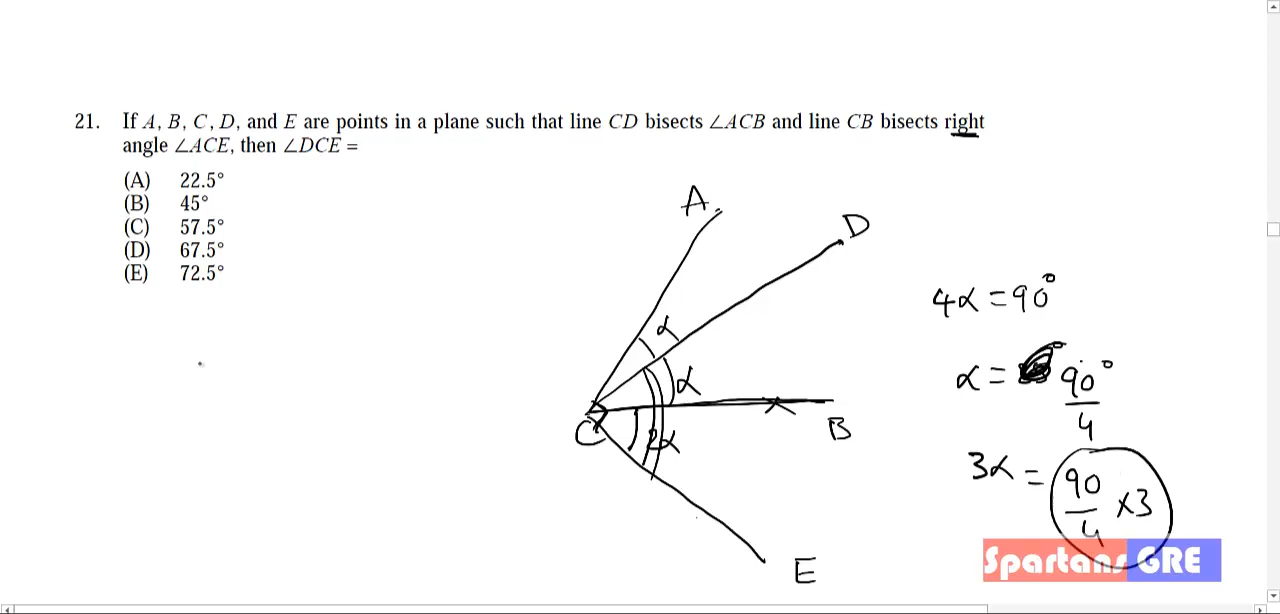 21. If A, B, C, D, and E are points in a plane such that line CD bisects ∠ACB and line CB bisects right
angle ∠ACE, then ∠DCE =
(A) 22.5°
(B) 45°
(C) 57.5°
(D) 67.5°
(E) 72.5°
A
D
α
α
C
2α
B
E
4α = 90°
α = 90°/4
3α = 90/4 × 3
Spartans GRE